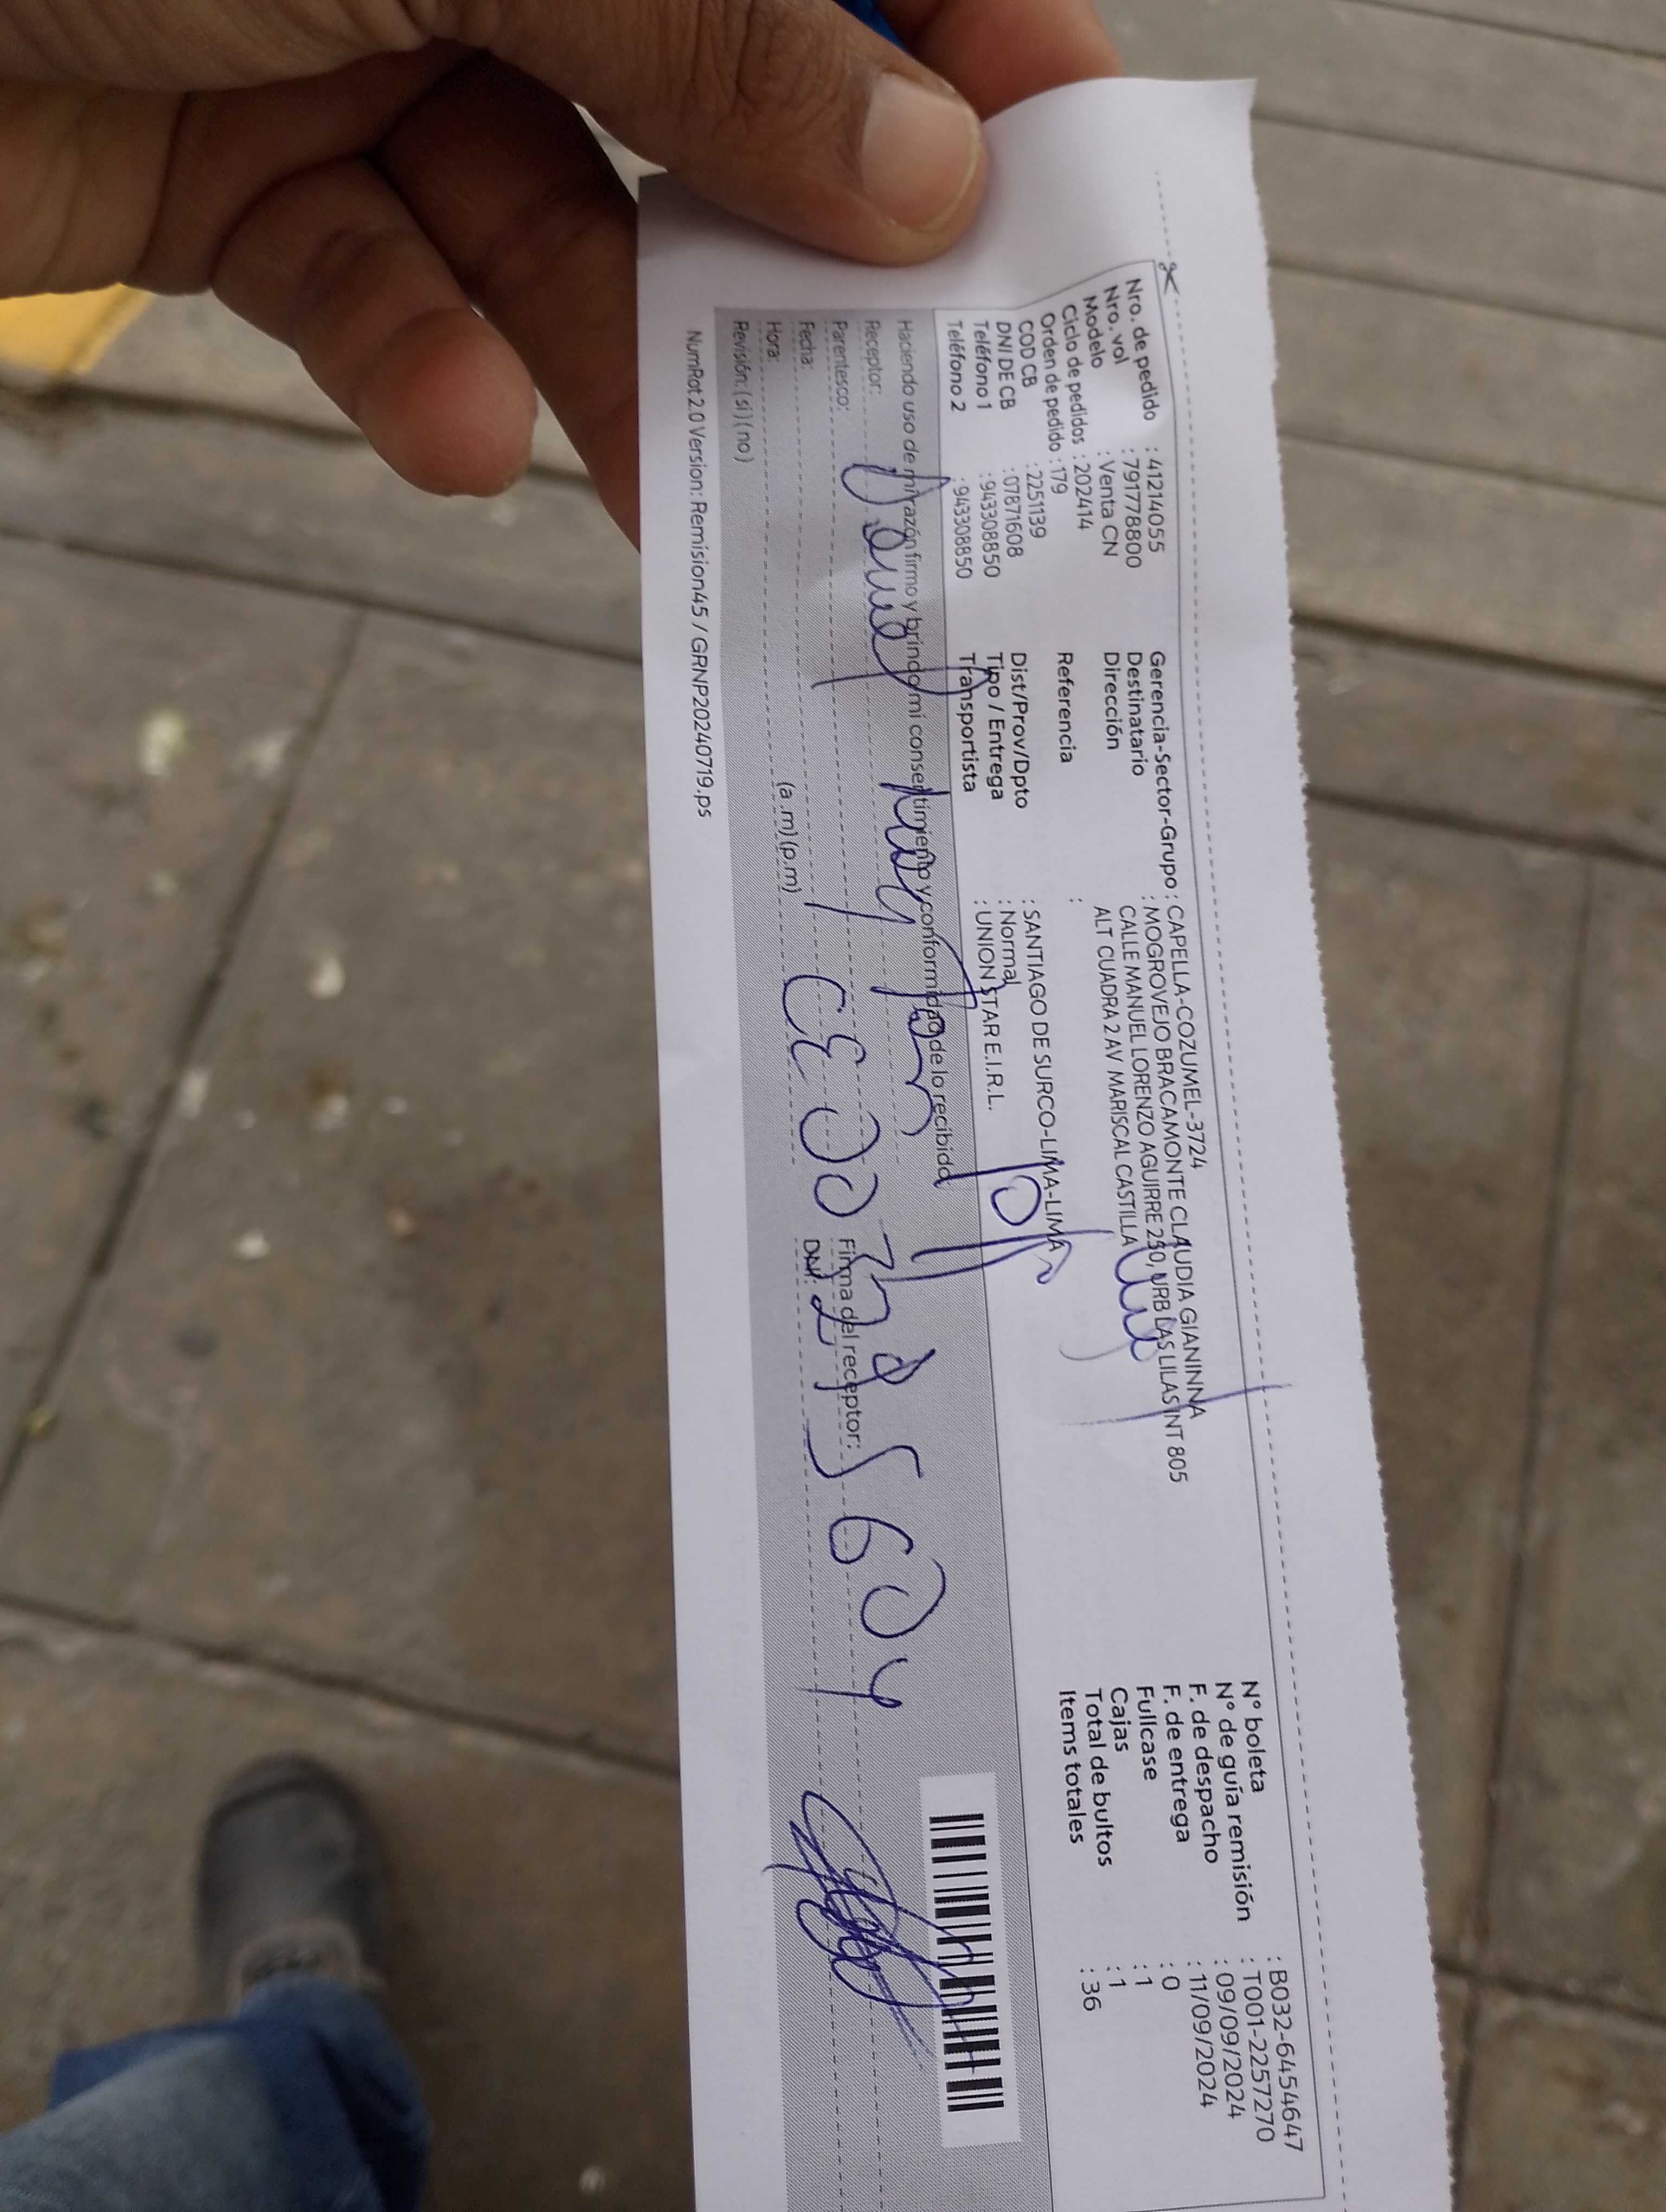 Nro. de pedido : 41214055
Nro. vol : 791778800
Modelo : Venta CN
Ciclo de pedidos : 202414
Orden de pedido : 179
COD CB : 2251139
DNI DE CB : 07871608
Teléfono 1 : 943308850
Teléfono 2 : 943308850
Gerencia-Sector-Grupo : CAPELLA-COZUMEL-3724
Destinatario : MOGROVEJO BRACAMONTE CLAUDIA GIANINNA
Dirección CALLE MANUEL LORENZO AGUIRRE 250, URB LAS LILAS INT 805
ALT CUADRA 2 AV MARISCAL CASTILLA
Referencia :
Dist/Prov/Dpto : SANTIAGO DE SURCO-LIMA-LIMA
Tipo / Entrega : Normal
Transportista : UNION STAR E.I.R.L.
N° boleta : B032-6454647
N° de guía remisión : T001-2257270
F. de despacho : 09/09/2024
F. de entrega : 11/09/2024
Fullcase : 0
Cajas : 1
Total de bultos : 1
Items totales : 36
Haciendo uso de mi razón firmo y brindo mi consentimiento y conformidad de lo recibido
Receptor:
Parentesco:
Fecha:
Hora: (a.m) (p.m)
Revisión: (si) (no)
Firma del receptor:
DNI:
CE 00
NumRot 2.0 Version: Remision45 / GRNP20240719.ps